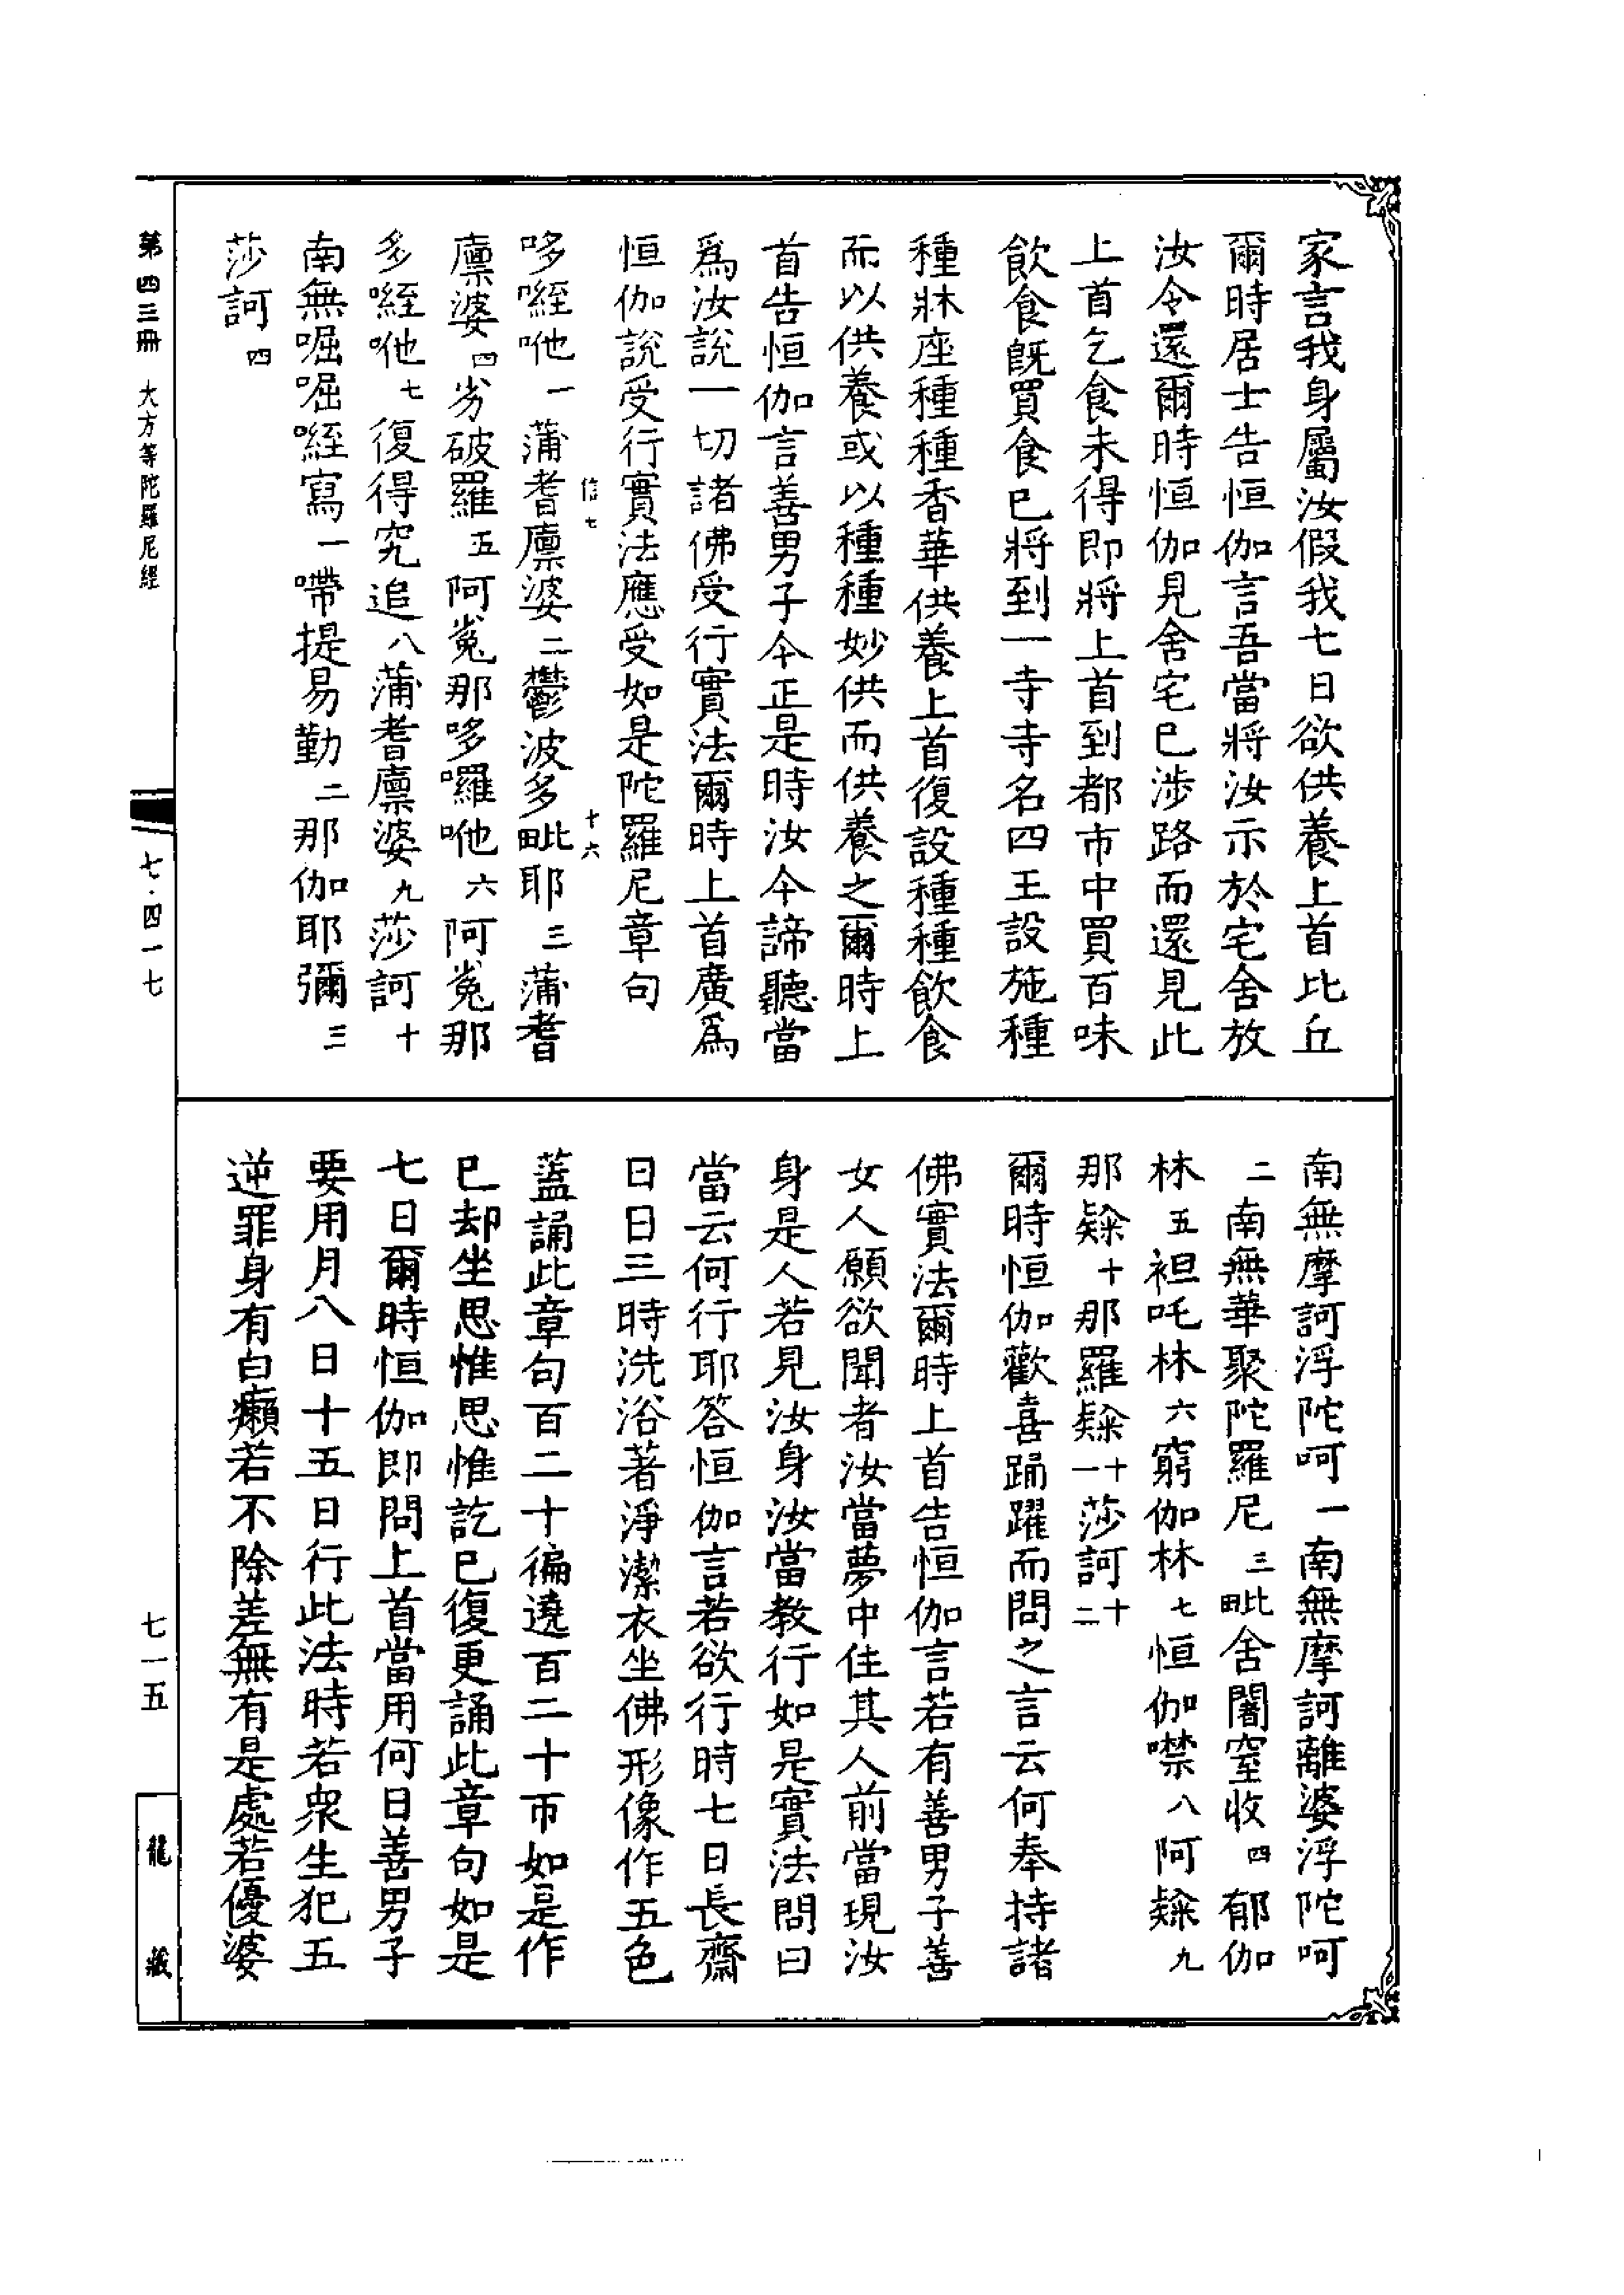 家言我身屬汝假我七日欲供養上首比丘
爾時居士告恒伽言吾當將汝示於宅舍放
汝令還爾時恒伽見舍宅已涉路而還見此
上首乞食未得即將上首到都市中買百味
飲食既買食已將到一寺寺名四王設施種
種牀座種種香華供養上首復設種種飲食
而以供養或以種種妙供而供養之爾時上
首告恒伽言善男子今正是時汝今諦聽當
爲汝說一切諸佛受行實法爾時上首廣爲
恒伽說受行實法應受如是陀羅尼章句
信七 十六
哆𠺁咃一蒲耆廪婆二鬱波多毗耶三蒲耆
廪婆四劣破羅五阿㝹那哆囉咃六阿㝹那
多𠺁咃七復得究追八蒲耆廪婆九莎訶十
南無啒啒𠺁寫一嚌提易勤二那伽耶彌三
莎訶四
南無摩訶浮陀呵一南無摩訶離婆浮陀呵
二南無華聚陀羅尼三毗舍闍窒收四郁伽
林五袒吒林六窮伽林七恒伽噤八阿𨽻九
那𨽻十那羅𨽻十一莎訶十二
爾時恒伽歡喜踊躍而問之言云何奉持諸
佛實法爾時上首告恒伽言若有善男子善
女人願欲聞者汝當夢中住其人前當現汝
身是人若見汝身汝當教行如是實法問曰
當云何行耶答恒伽言若欲行時七日長齋
日日三時洗浴著淨潔衣坐佛形像作五色
蓋誦此章句百二十徧遶百二十帀如是作
已却坐思惟思惟訖已復更誦此章句如是
七日爾時恒伽即問上首當用何日善男子
要用月八日十五日行此法時若衆生犯五
逆罪身有白癩若不除差無有是處若優婆
第四三冊 大方等陀羅尼經
七·四一七
七一五
龍藏